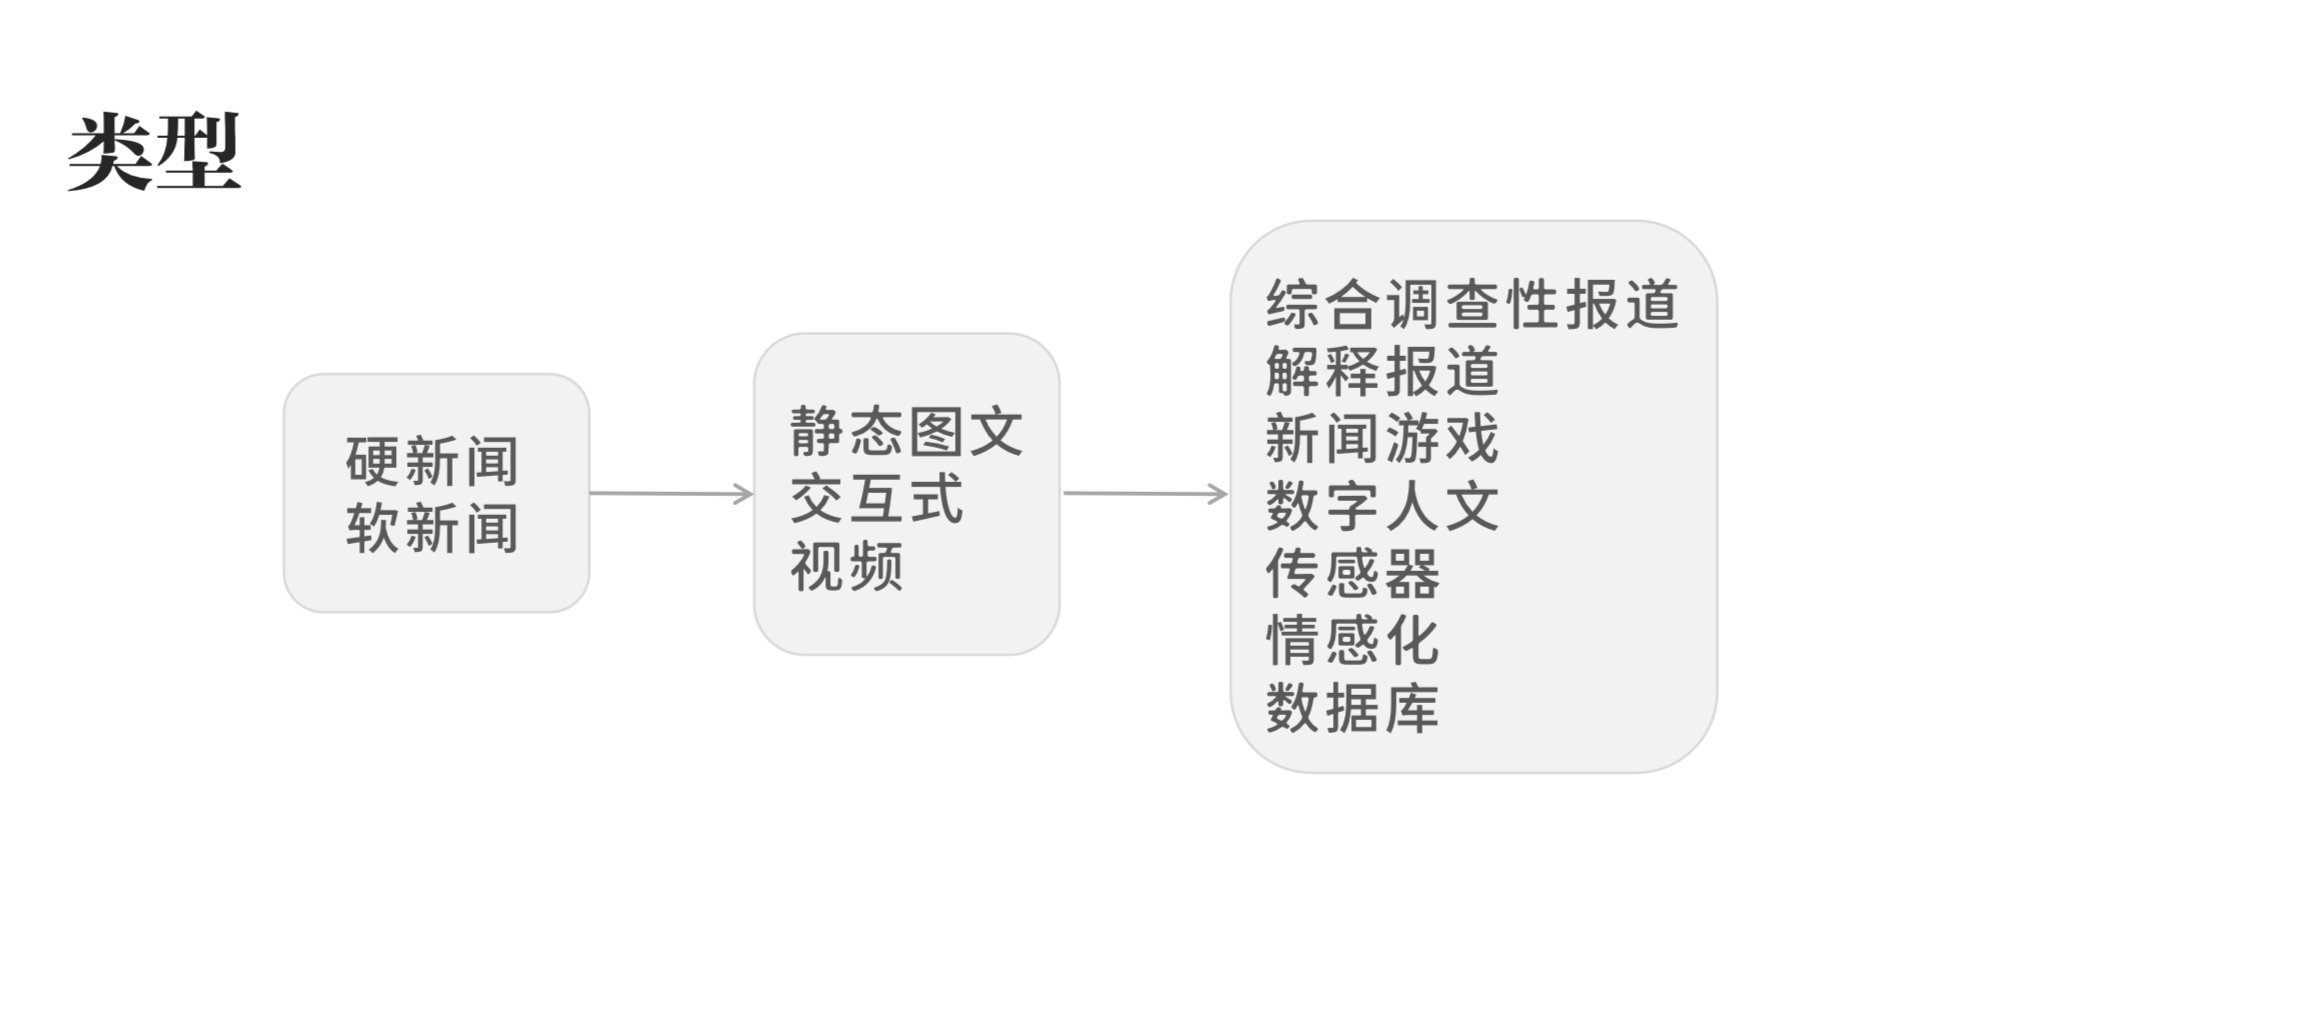 类型
硬新闻
软新闻
静态图文
交互式
视频
综合调查性报道
解释报道
新闻游戏
数字人文
传感器
情感化
数据库